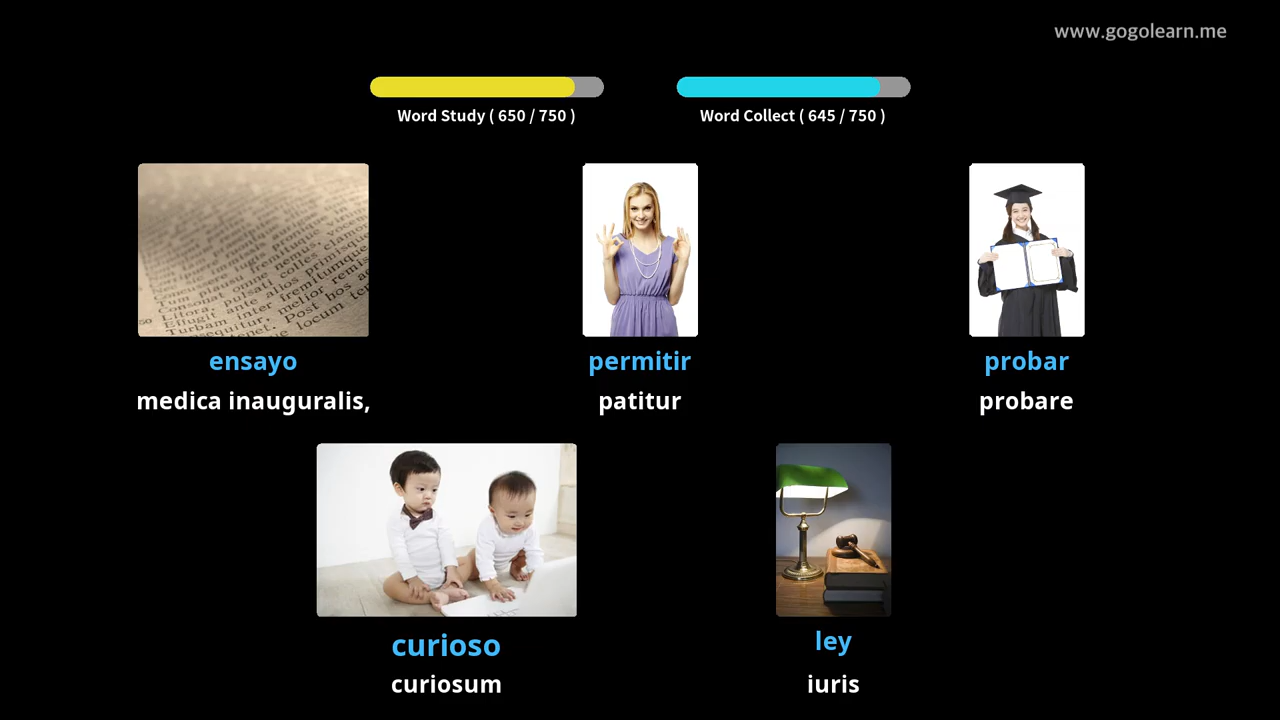 www.gogolearn.me
Word Study ( 650 / 750 )
Word Collect ( 645 / 750 )
ensayo
medica inauguralis,
permitir
patitur
probar
probare
curioso
curiosum
ley
iuris